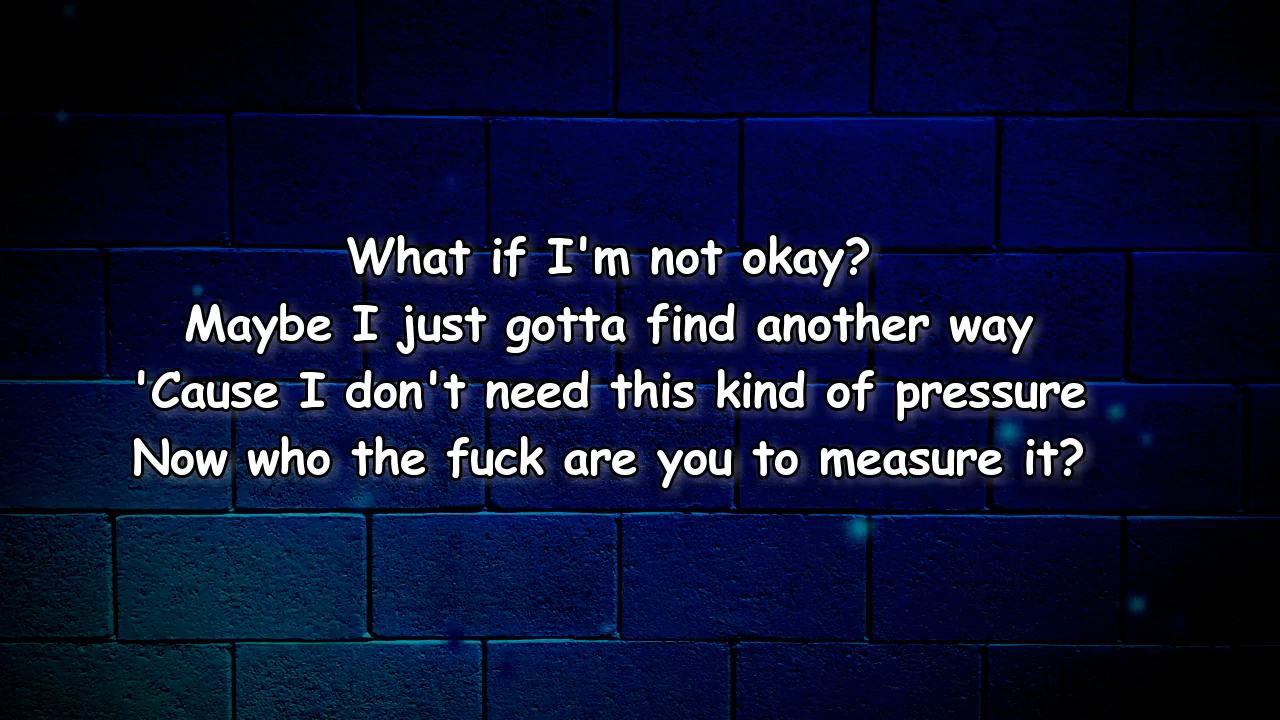 What if I'm not okay?
Maybe I just gotta find another way
'Cause I don't need this kind of pressure
Now who the fuck are you to measure it?